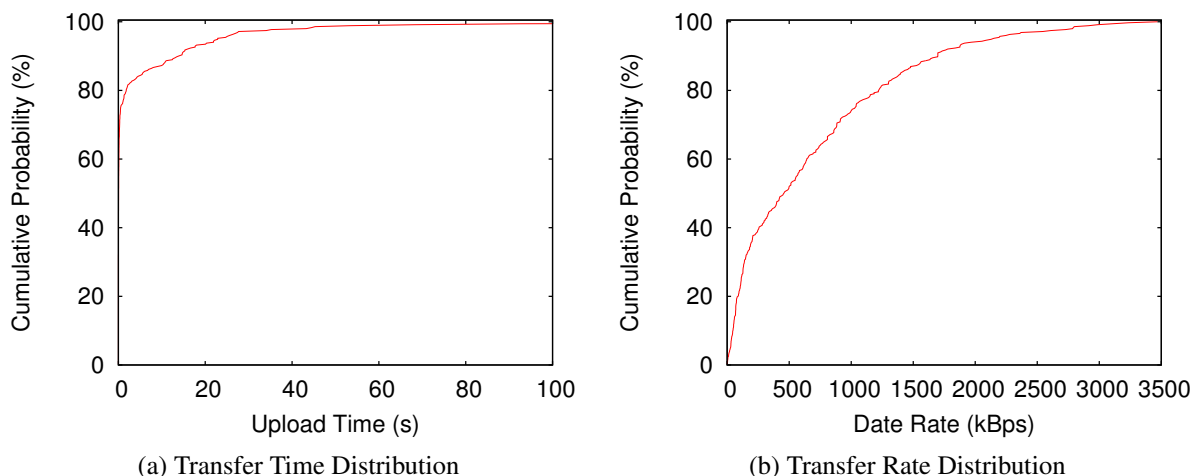 100
80
60
40
20
0
Cumulative Probability (%)
0 20 40 60 80 100
Upload Time (s)
(a) Transfer Time Distribution
100
80
60
40
20
0
Cumulative Probability (%)
0 500 1000 1500 2000 2500 3000 3500
Date Rate (kBps)
(b) Transfer Rate Distribution